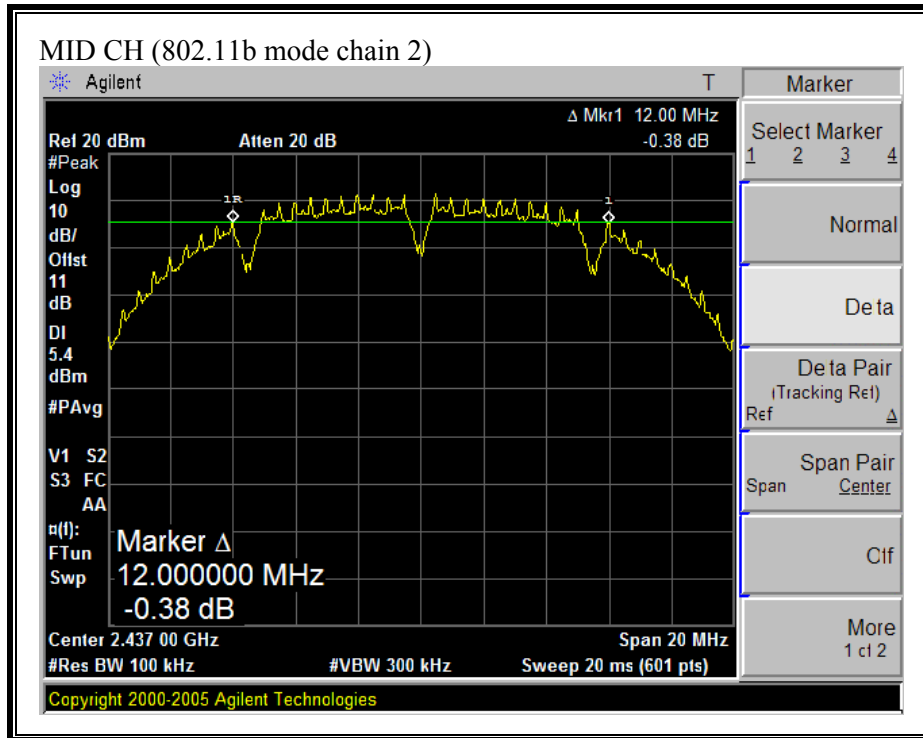 MID CH (802.11b mode chain 2)
Agilent T
Δ Mkr1 12.00 MHz
Ref 20 dBm Atten 20 dB -0.38 dB
#Peak
Log
10
dB/
Offst
11
dB
DI
5.4
dBm
#PAvg
V1 S2
S3 FC
AA
¤(f):
FTun
Swp
1R
1
Marker Δ
12.000000 MHz
-0.38 dB
Center 2.437 00 GHz Span 20 MHz
#Res BW 100 kHz #VBW 300 kHz Sweep 20 ms (601 pts)
Copyright 2000-2005 Agilent Technologies
Marker
Select Marker
1 2 3 4
Normal
Delta
Delta Pair
(Tracking Ref)
Ref Δ
Span Pair
Span Center
Off
More
1 of 2